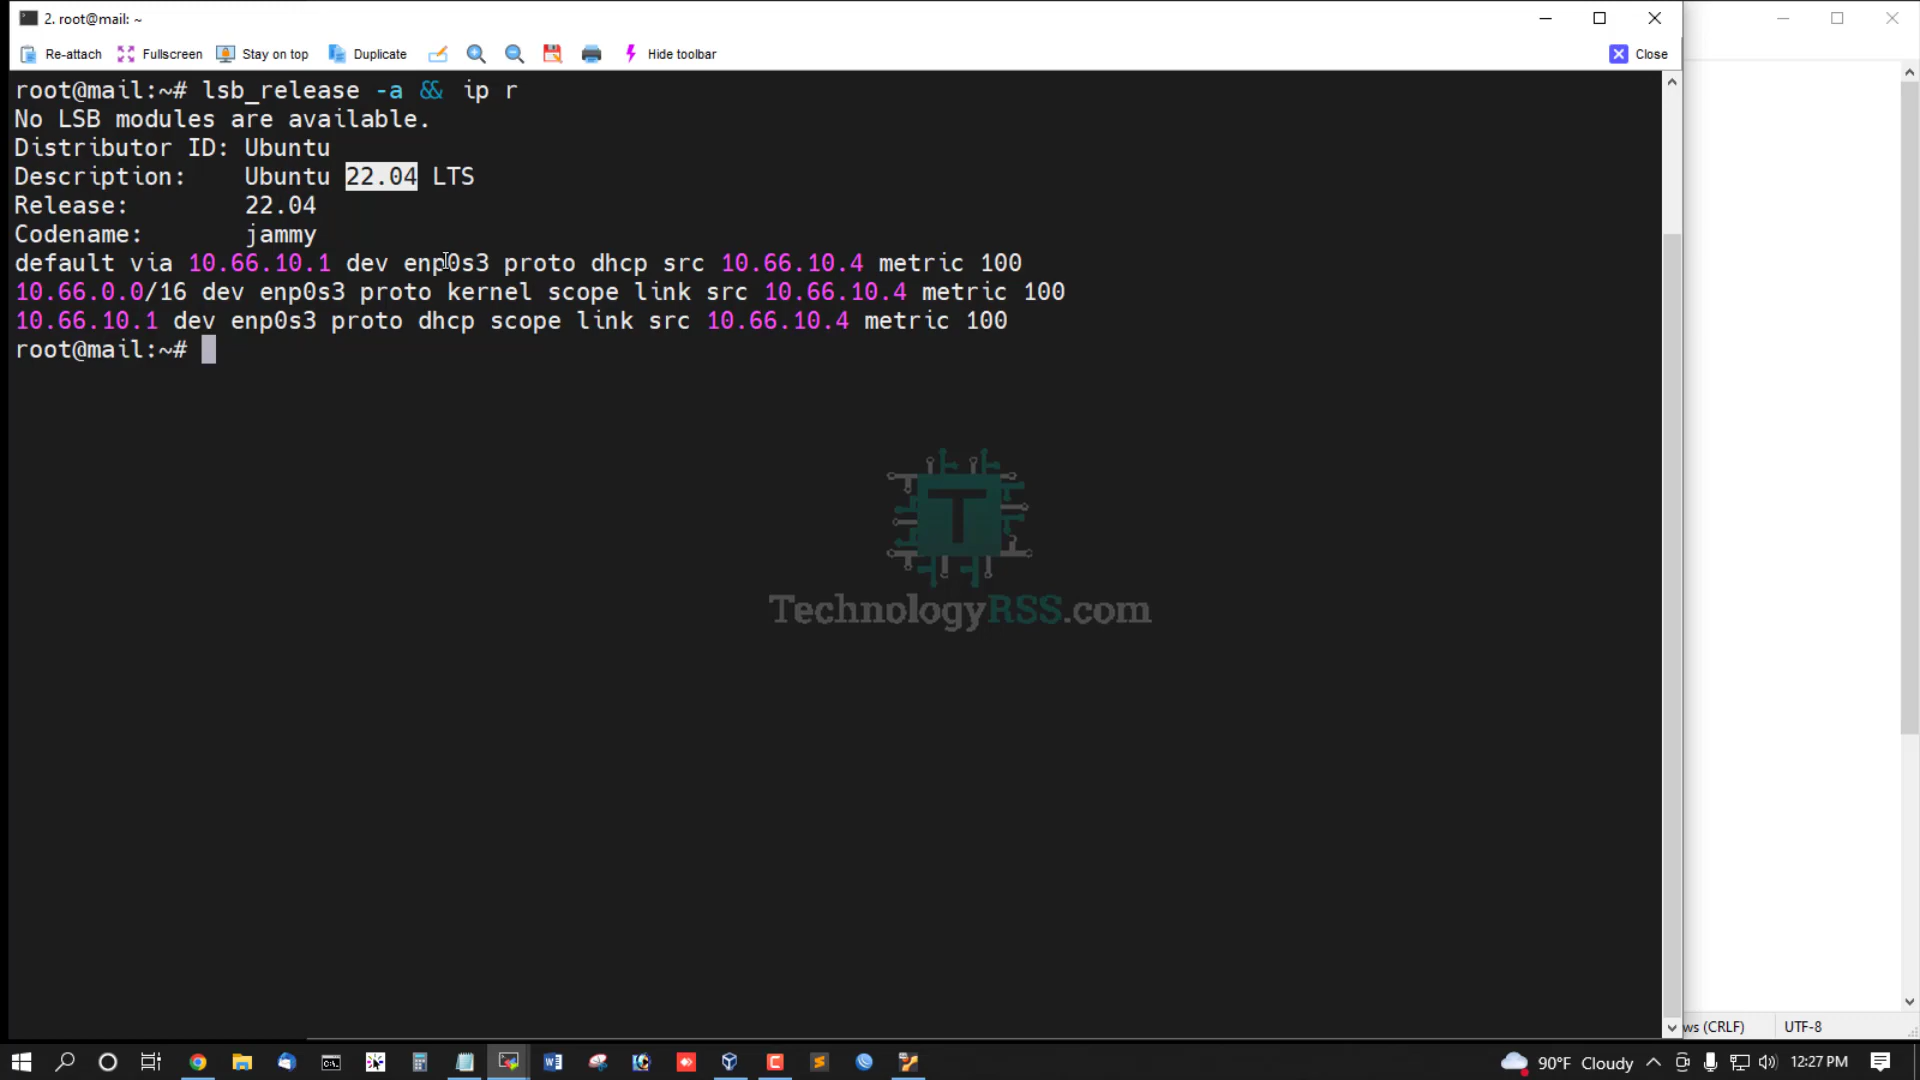 2. root@mail: ~
Re-attach Fullscreen Stay on top Duplicate Hide toolbar Close
root@mail:~# lsb_release -a && ip r
No LSB modules are available.
Distributor ID: Ubuntu
Description: Ubuntu 22.04 LTS
Release: 22.04
Codename: jammy
default via 10.66.10.1 dev enp0s3 proto dhcp src 10.66.10.4 metric 100
10.66.0.0/16 dev enp0s3 proto kernel scope link src 10.66.10.4 metric 100
10.66.10.1 dev enp0s3 proto dhcp scope link src 10.66.10.4 metric 100
root@mail:~#
T
TechnologyRSS.com
ws (CRLF) UTF-8
90°F Cloudy 12:27 PM